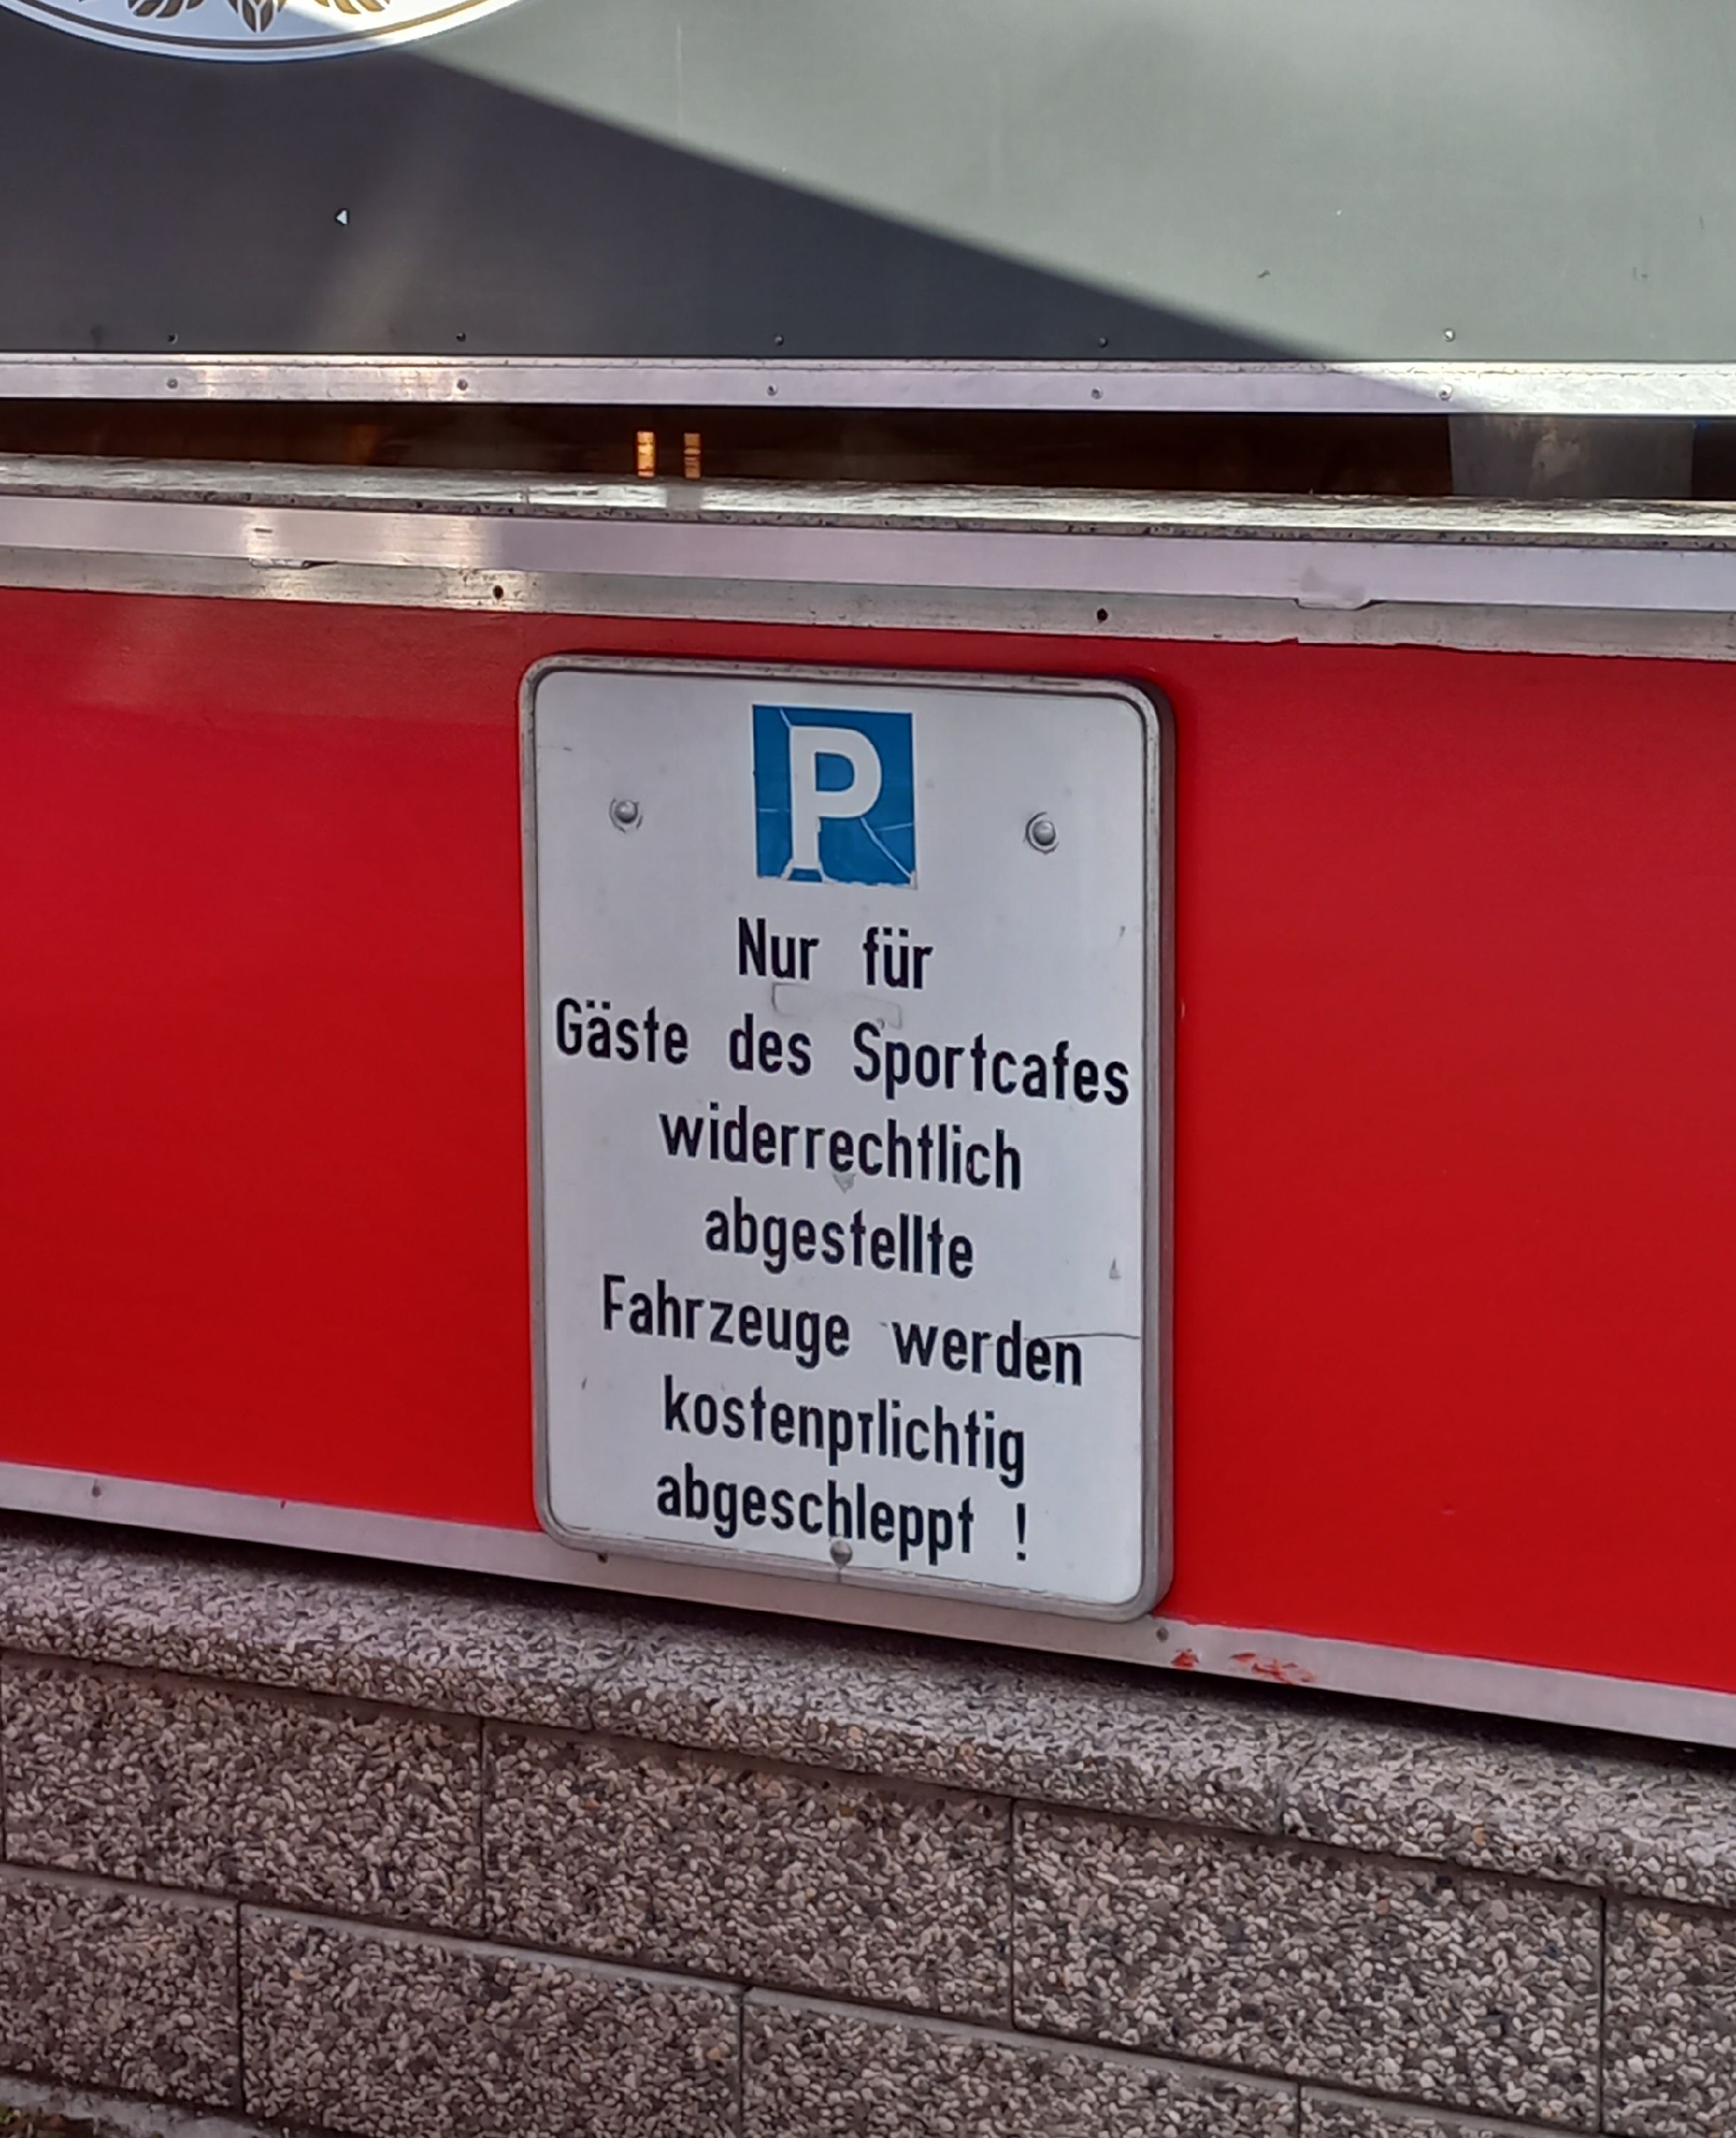 P
Nur für
Gäste des Sportcafes
widerrechtlich
abgestellte
Fahrzeuge werden
kostenpflichtig
abgeschleppt !